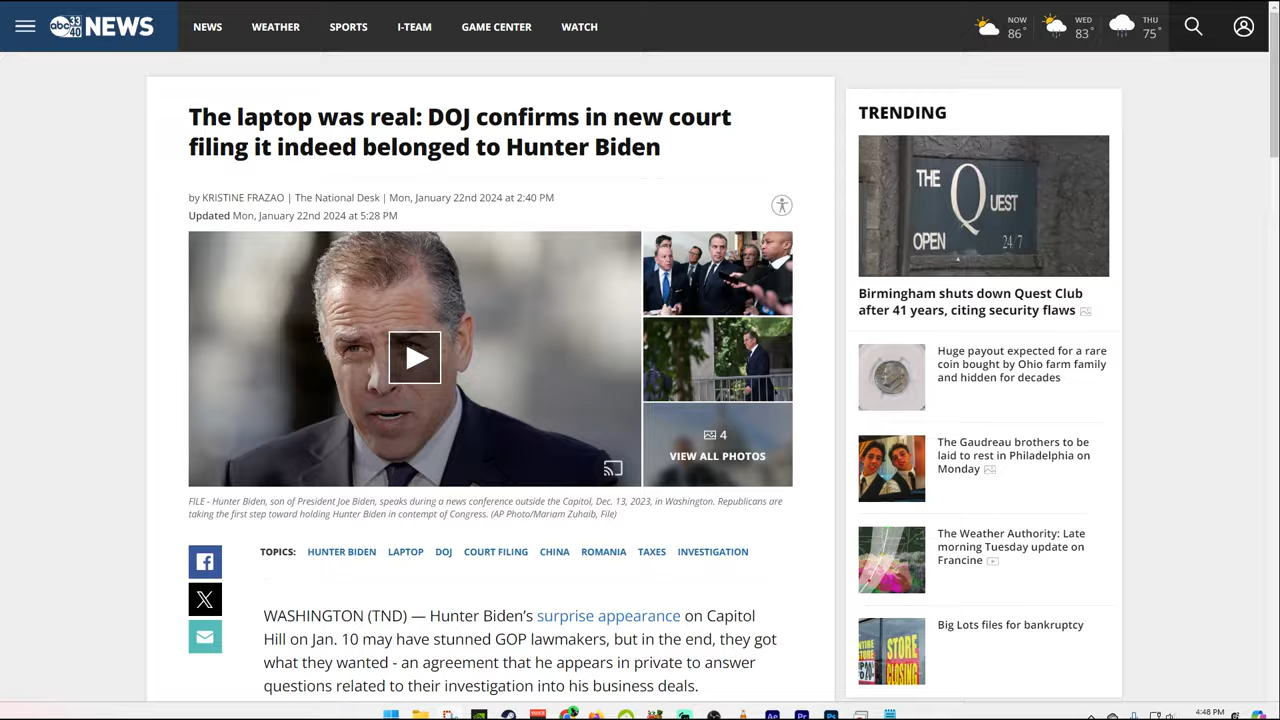 abc 33 40 NEWS
NEWS
WEATHER
SPORTS
I-TEAM
GAME CENTER
WATCH
NOW
86°
WED
83°
THU
75°
The laptop was real: DOJ confirms in new court
filing it indeed belonged to Hunter Biden
by KRISTINE FRAZAO | The National Desk | Mon, January 22nd 2024 at 2:40 PM
Updated Mon, January 22nd 2024 at 5:28 PM
4
VIEW ALL PHOTOS
FILE - Hunter Biden, son of President Joe Biden, speaks during a news conference outside the Capitol, Dec. 13, 2023, in Washington. Republicans are
taking the first step toward holding Hunter Biden in contempt of Congress. (AP Photo/Mariam Zuhaib, File)
TOPICS: HUNTER BIDEN LAPTOP DOJ COURT FILING CHINA ROMANIA TAXES INVESTIGATION
WASHINGTON (TND) — Hunter Biden's surprise appearance on Capitol
Hill on Jan. 10 may have stunned GOP lawmakers, but in the end, they got
what they wanted - an agreement that he appears in private to answer
questions related to their investigation into his business deals.
TRENDING
THE QUEST
OPEN 24/7
Birmingham shuts down Quest Club
after 41 years, citing security flaws
Huge payout expected for a rare
coin bought by Ohio farm family
and hidden for decades
The Gaudreau brothers to be
laid to rest in Philadelphia on
Monday
The Weather Authority: Late
morning Tuesday update on
Francine
Big Lots files for bankruptcy
STORE
CLOSING
4:48 PM